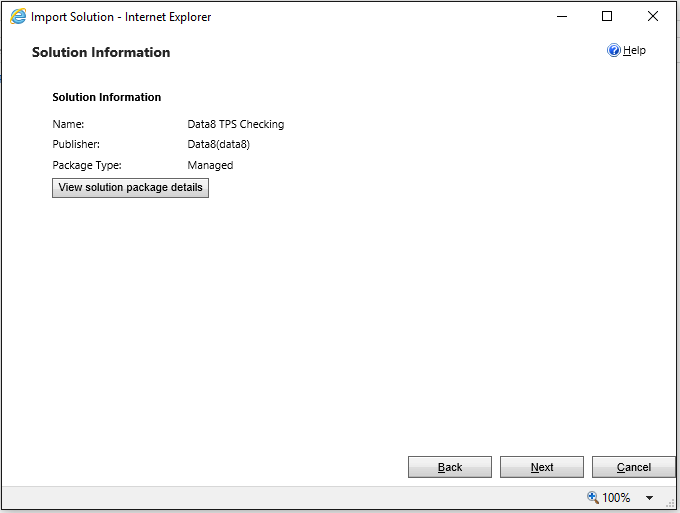 Import Solution - Internet Explorer
Solution Information
Help
Solution Information
Name: Data8 TPS Checking
Publisher: Data8(data8)
Package Type: Managed
View solution package details
Back Next Cancel
100%